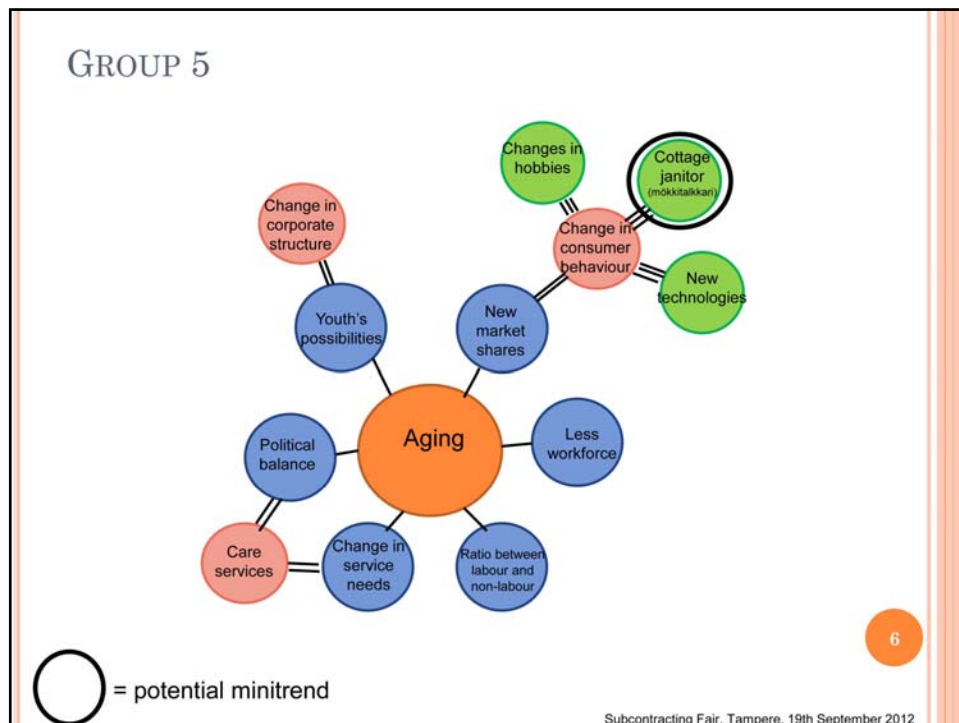 GROUP 5
Changes in
hobbies
Cottage
janitor
(mökkitalkkari)
Change in
corporate
structure
Change in
consumer
behaviour
New
technologies
Youth's
possibilities
New
market
shares
Aging
Less
workforce
Political
balance
Care
services
Change in
service
needs
Ratio between
labour and
non-labour
6
= potential minitrend
Subcontracting Fair, Tampere, 19th September 2012